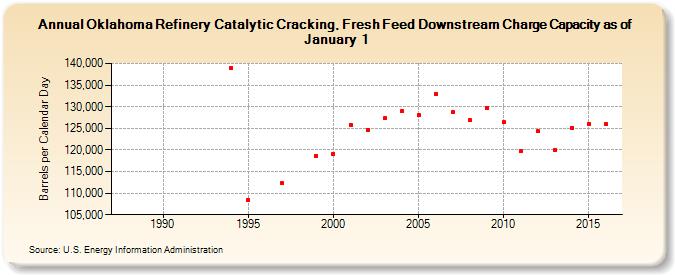 Annual Oklahoma Refinery Catalytic Cracking, Fresh Feed Downstream Charge Capacity as of
January 1
Barrels per Calendar Day
140,000
135,000
130,000
125,000
120,000
115,000
110,000
105,000
1990 1995 2000 2005 2010 2015
Source: U.S. Energy Information Administration